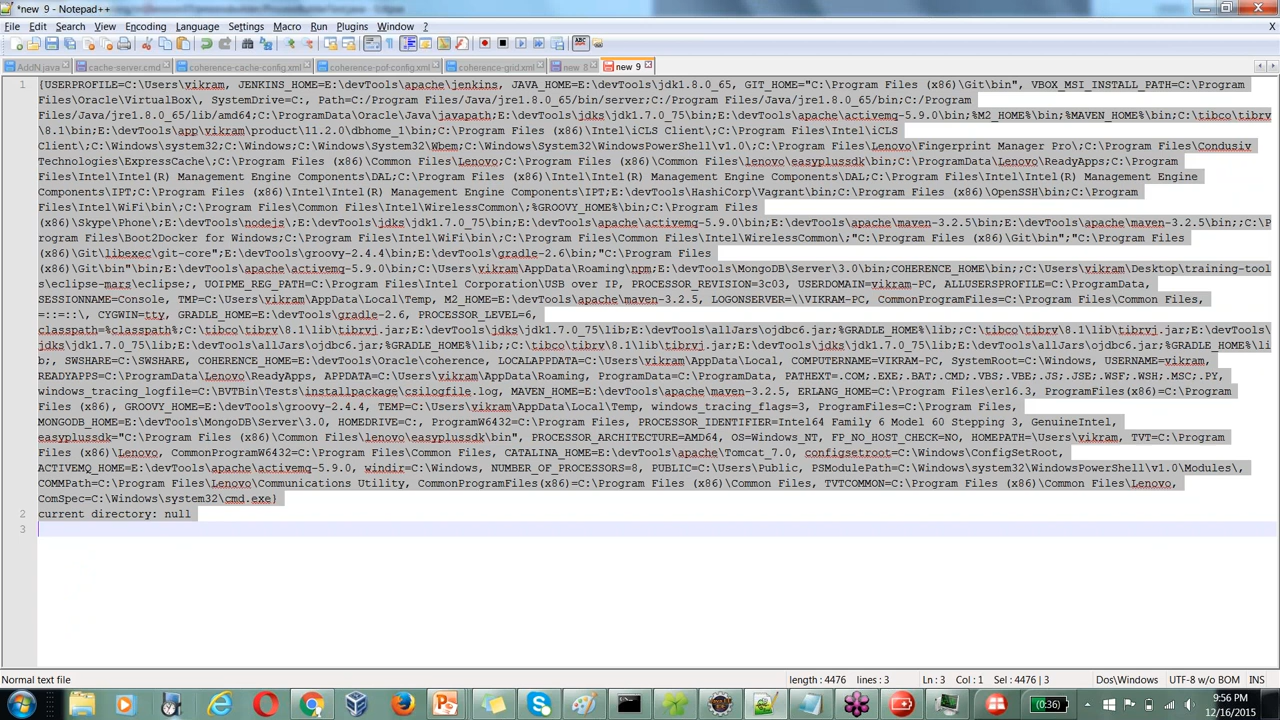 *new 9 - Notepad++
File Edit Search View Encoding Language Settings Macro Run Plugins Window ? X
AddN.js cache-server.cmd coherence-cache-config.xml coherence-pof-config.xml coherence-grid.xml new 8 new 9
1 {USERPROFILE=C:\Users\vikram, JENKINS_HOME=E:\devTools\apache\jenkins, JAVA_HOME=E:\devTools\jdk1.8.0_65, GIT_HOME="C:\Program Files (x86)\Git\bin", VBOX_MSI_INSTALL_PATH=C:\Program
Files\Oracle\VirtualBox\, SystemDrive=C:, Path=C:/Program Files/Java/jre1.8.0_65/bin/server;C:/Program Files/Java/jre1.8.0_65/bin;C:/Program
Files/Java/jre1.8.0_65/lib/amd64;C:\ProgramData\Oracle\Java\javapath;E:\devTools\jdks\jdk1.7.0_75\bin;E:\devTools\apache\activemq-5.9.0\bin;%M2_HOME%\bin;%MAVEN_HOME%\bin;C:\tibco\tibrv
\8.1\bin;E:\devTools\app\vikram\product\11.2.0\dbhome_1\bin;C:\Program Files (x86)\Intel\iCLS Client\;C:\Program Files\Intel\iCLS
Client\;C:\Windows\system32;C:\Windows;C:\Windows\System32\Wbem;C:\Windows\System32\WindowsPowerShell\v1.0\;C:\Program Files\Lenovo\Fingerprint Manager Pro\;C:\Program Files\Condusiv
Technologies\ExpressCache\;C:\Program Files (x86)\Common Files\Lenovo;C:\Program Files (x86)\Common Files\lenovo\easyplussdk\bin;C:\ProgramData\Lenovo\ReadyApps;C:\Program
Files\Intel\Intel(R) Management Engine Components\DAL;C:\Program Files (x86)\Intel\Intel(R) Management Engine Components\DAL;C:\Program Files\Intel\Intel(R) Management Engine
Components\IPT;C:\Program Files (x86)\Intel\Intel(R) Management Engine Components\IPT;E:\devTools\HashiCorp\Vagrant\bin;C:\Program Files (x86)\OpenSSH\bin;C:\Program
Files\Intel\WiFi\bin\;C:\Program Files\Common Files\Intel\WirelessCommon\;%GROOVY_HOME%\bin;C:\Program Files
(x86)\Skype\Phone\;E:\devTools\nodejs\;E:\devTools\jdks\jdk1.7.0_75\bin;E:\devTools\apache\activemq-5.9.0\bin;E:\devTools\apache\maven-3.2.5\bin;E:\devTools\apache\maven-3.2.5\bin;;C:\P
rogram Files\Boot2Docker for Windows;C:\Program Files\Intel\WiFi\bin\;C:\Program Files\Common Files\Intel\WirelessCommon\;"C:\Program Files (x86)\Git\bin";"C:\Program Files
(x86)\Git\libexec\git-core";E:\devTools\groovy-2.4.4\bin;E:\devTools\gradle-2.6\bin;"C:\Program Files
(x86)\Git\bin"\bin;E:\devTools\apache\activemq-5.9.0\bin;C:\Users\vikram\AppData\Roaming\npm;E:\devTools\MongoDB\Server\3.0\bin;COHERENCE_HOME\bin;;C:\Users\vikram\Desktop\training-tool
s\eclipse-mars\eclipse;, UOIPME_REG_PATH=C:\Program Files\Intel Corporation\USB over IP, PROCESSOR_REVISION=3c03, USERDOMAIN=vikram-PC, ALLUSERSPROFILE=C:\ProgramData,
SESSIONNAME=Console, TMP=C:\Users\vikram\AppData\Local\Temp, M2_HOME=E:\devTools\apache\maven-3.2.5, LOGONSERVER=\\VIKRAM-PC, CommonProgramFiles=C:\Program Files\Common Files,
=::=::\, CYGWIN=tty, GRADLE_HOME=E:\devTools\gradle-2.6, PROCESSOR_LEVEL=6,
classpath=%classpath%;C:\tibco\tibrv\8.1\lib\tibrvj.jar;E:\devTools\jdks\jdk1.7.0_75\lib;E:\devTools\allJars\ojdbc6.jar;%GRADLE_HOME%\lib;;C:\tibco\tibrv\8.1\lib\tibrvj.jar;E:\devTools\
jdks\jdk1.7.0_75\lib;E:\devTools\allJars\ojdbc6.jar;%GRADLE_HOME%\lib;;C:\tibco\tibrv\8.1\lib\tibrvj.jar;E:\devTools\jdks\jdk1.7.0_75\lib;E:\devTools\allJars\ojdbc6.jar;%GRADLE_HOME%\li
b;, SWSHARE=C:\SWSHARE, COHERENCE_HOME=E:\devTools\Oracle\coherence, LOCALAPPDATA=C:\Users\vikram\AppData\Local, COMPUTERNAME=VIKRAM-PC, SystemRoot=C:\Windows, USERNAME=vikram,
READYAPPS=C:\ProgramData\Lenovo\ReadyApps, APPDATA=C:\Users\vikram\AppData\Roaming, ProgramData=C:\ProgramData, PATHEXT=.COM;.EXE;.BAT;.CMD;.VBS;.VBE;.JS;.JSE;.WSF;.WSH;.MSC;.PY,
windows_tracing_logfile=C:\BVTBin\Tests\installpackage\csilogfile.log, MAVEN_HOME=E:\devTools\apache\maven-3.2.5, ERLANG_HOME=C:\Program Files\erl6.3, ProgramFiles(x86)=C:\Program
Files (x86), GROOVY_HOME=E:\devTools\groovy-2.4.4, TEMP=C:\Users\vikram\AppData\Local\Temp, windows_tracing_flags=3, ProgramFiles=C:\Program Files,
MONGODB_HOME=E:\devTools\MongoDB\Server\3.0, HOMEDRIVE=C:, ProgramW6432=C:\Program Files, PROCESSOR_IDENTIFIER=Intel64 Family 6 Model 60 Stepping 3, GenuineIntel,
easyplussdk="C:\Program Files (x86)\Common Files\lenovo\easyplussdk\bin", PROCESSOR_ARCHITECTURE=AMD64, OS=Windows_NT, FP_NO_HOST_CHECK=NO, HOMEPATH=\Users\vikram, TVT=C:\Program
Files (x86)\Lenovo, CommonProgramW6432=C:\Program Files\Common Files, CATALINA_HOME=E:\devTools\apache\Tomcat_7.0, configsetroot=C:\Windows\ConfigSetRoot,
ACTIVEMQ_HOME=E:\devTools\apache\activemq-5.9.0, windir=C:\Windows, NUMBER_OF_PROCESSORS=8, PUBLIC=C:\Users\Public, PSModulePath=C:\Windows\system32\WindowsPowerShell\v1.0\Modules\,
COMMPath=C:\Program Files\Lenovo\Communications Utility, CommonProgramFiles(x86)=C:\Program Files (x86)\Common Files, TVTCOMMON=C:\Program Files (x86)\Common Files\Lenovo,
ComSpec=C:\Windows\system32\cmd.exe}
2 current directory: null
3
Normal text file length : 4476 lines : 3 Ln : 3 Col : 1 Sel : 4476 | 3 Dos\Windows UTF-8 w/o BOM INS
(0:36) 9:56 PM
12/16/2015